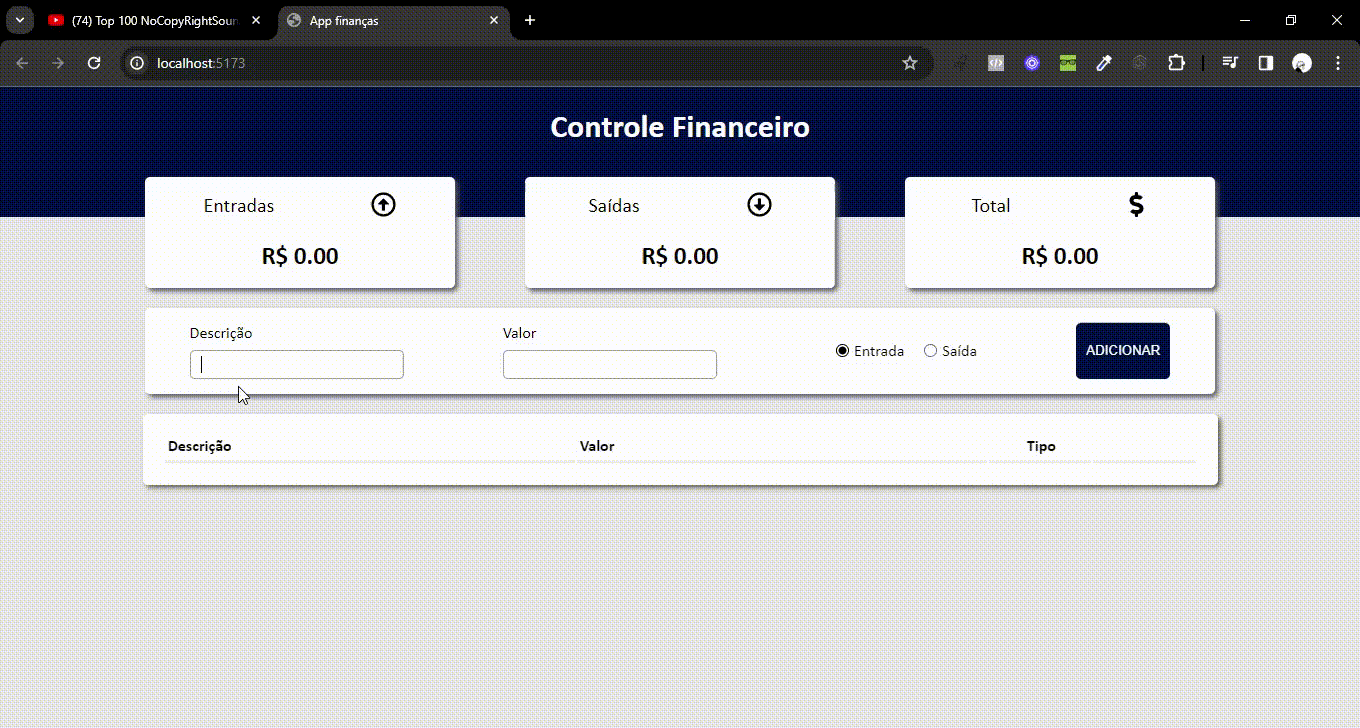 (74) Top 100 NoCopyRightSoun
App finanças
localhost:5173
Controle Financeiro
Entradas
Saídas
Total
R$ 0.00
R$ 0.00
R$ 0.00
Descrição
Valor
Entrada
Saída
ADICIONAR
Descrição
Valor
Tipo